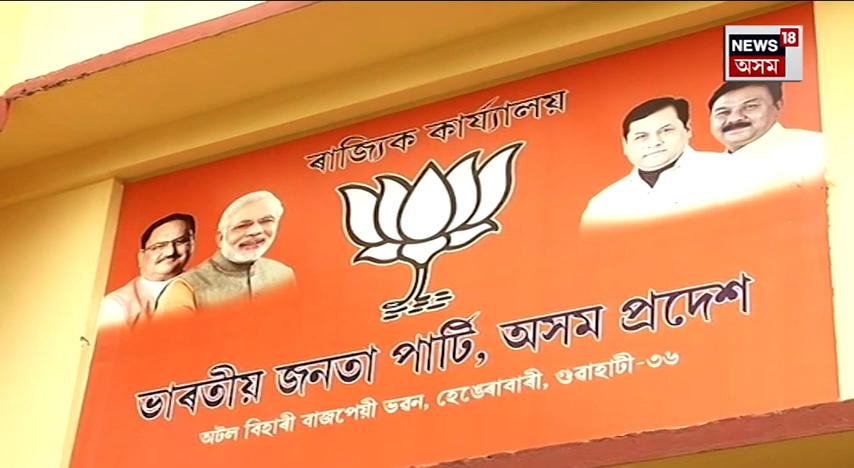 NEWS 18
অসম
ৰাজ্যিক কাৰ্য্যালয়
ভাৰতীয় জনতা পাৰ্টি, অসম প্ৰদেশ
অটল বিহাৰী বাজপেয়ী ভৱন, হেঙেৰাবাৰী, গুৱাহাটী-৩৬